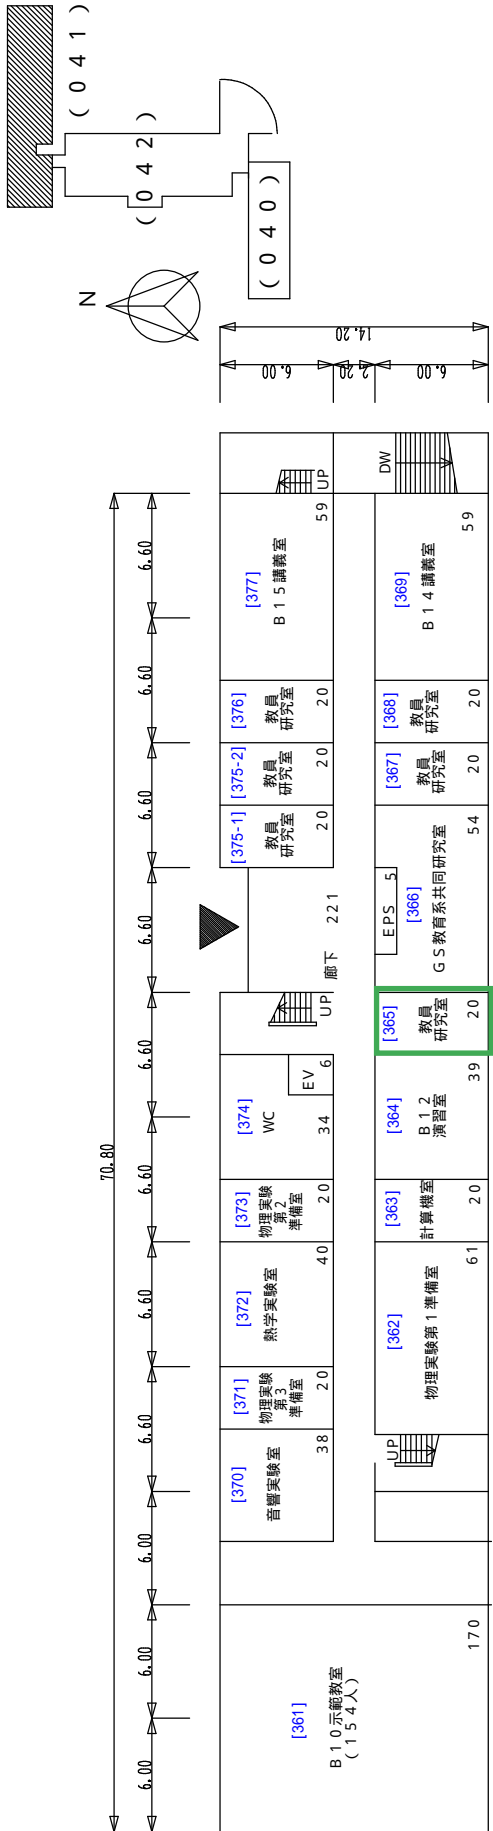 (041)
(042)
(040)
N
14.20
6.00
2.20
6.00
70.80
6.60
6.60
6.60
6.60
6.60
6.60
6.60
6.60
6.00
6.00
6.00
UP
DW
[377]
B15講義室
59
[369]
B14講義室
59
[376]
教員
研究室
20
[368]
教員
研究室
20
[375-2]
教員
研究室
20
[367]
教員
研究室
20
[375-1]
教員
研究室
20
EPS 5
[366]
GS教育系共同研究室
54
廊下 221
UP
[365]
教員
研究室
20
EV 6
[374]
WC
34
[364]
B12
演習室
39
[373]
物理実験
第2
準備室
20
[363]
計算機室
20
[372]
熱学実験室
40
[362]
物理実験第1準備室
61
[371]
物理実験
第3
準備室
20
[370]
音響実験室
38
UP
[361]
B10示範教室
(154人)
170